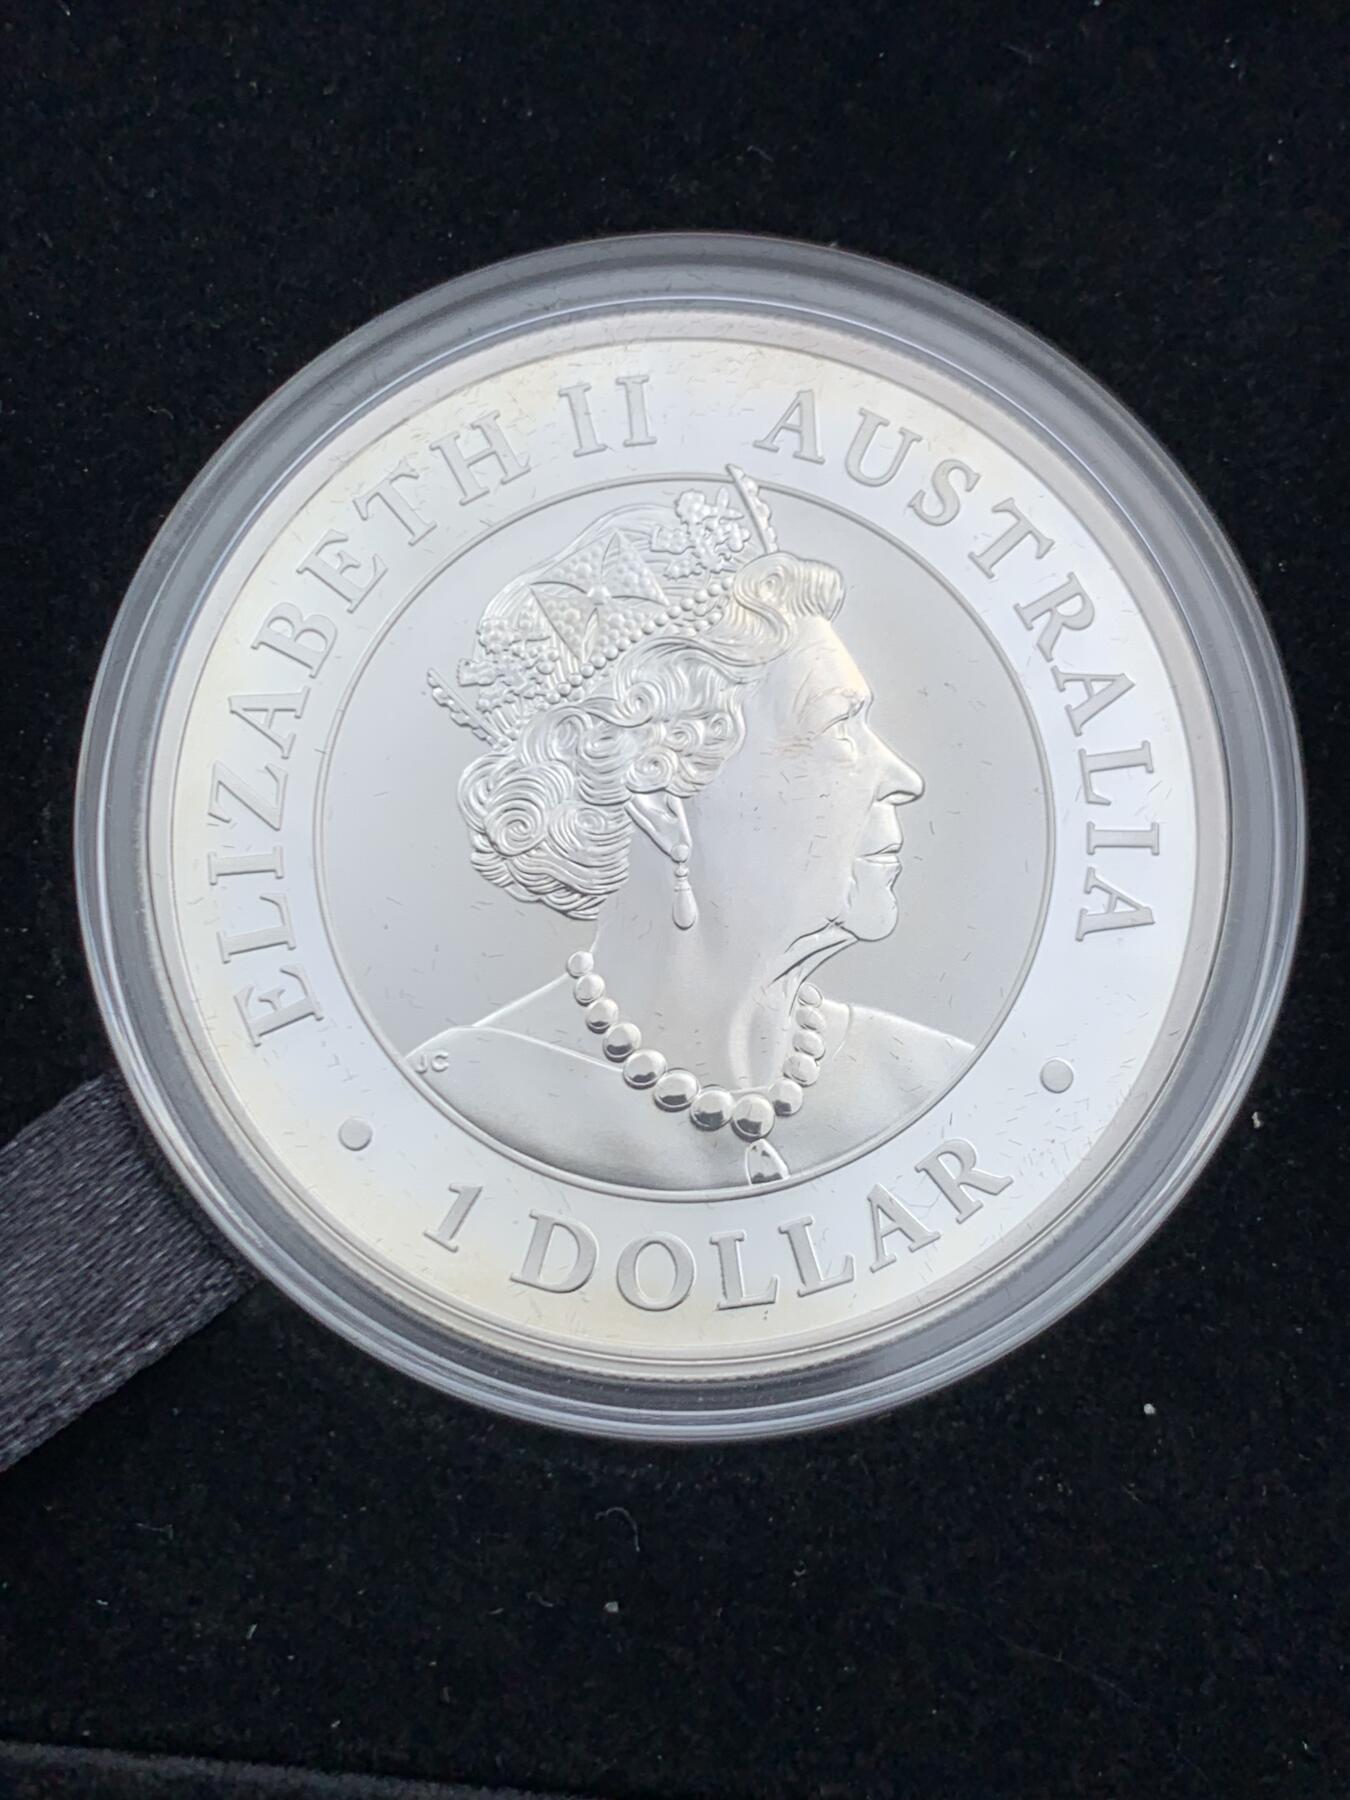 ELIZABETH II AUSTRALIA
JC
1 DOLLAR